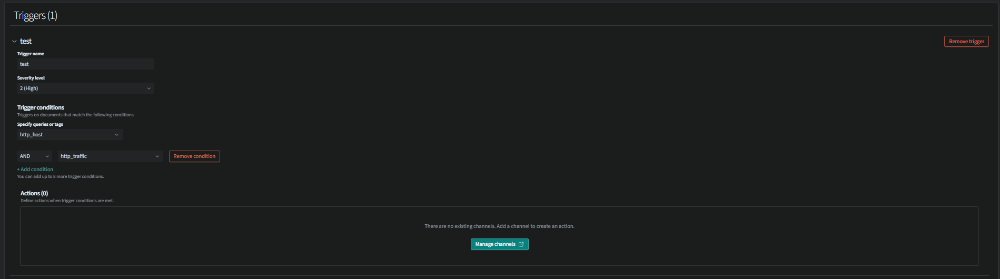 Triggers (1)
test
Remove trigger
Trigger name
test
Severity level
2 (High)
Trigger conditions
Triggers on documents that match the following conditions
Specify queries or tags
http_host
AND http_traffic Remove condition
+ Add condition
You can add up to 8 more trigger conditions.
Actions (0)
Define actions when trigger conditions are met.
There are no existing channels. Add a channel to create an action.
Manage channels